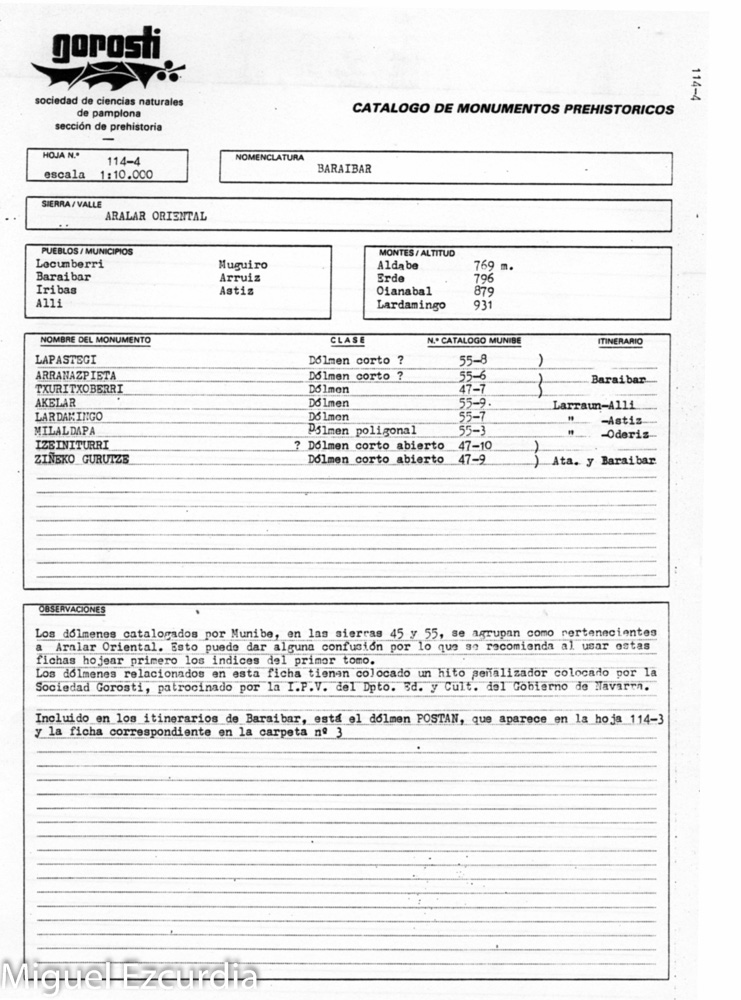 gorosti
sociedad de ciencias naturales
de pamplona
sección de prehistoria
114-4
CATALOGO DE MONUMENTOS PREHISTORICOS
HOJA N.º 114-4
escala 1:10.000
NOMENCLATURA
BARAIBAR
SIERRA / VALLE
ARALAR ORIENTAL
PUEBLOS / MUNICIPIOS
Lecumberri Muguiro
Baraibar Arruiz
Iribas Astiz
Alli
MONTES / ALTITUD
Aldabe 769 m.
Erde 796
Oianabal 879
Lardamingo 931
NOMBRE DEL MONUMENTO CLASE N.º CATALOGO MUNIBE ITINERARIO
LAPASTEGI Dólmen corto ? 55-8 )
ARRANAZPIETA Dólmen corto ? 55-6 ) Baraibar
TXURITXOBERRI Dólmen 47-7 )
AKELAR Dólmen 55-9. Larraun-Alli
LARDAMINGO Dólmen 55-7 " -Astiz
MILALDAPA Dólmen poligonal 55-3 " -Oderiz
IZEINITURRI ? Dólmen corto abierto 47-10 )
ZIÑEKO GURUTZE Dólmen corto abierto 47-9 ) Ata. y Baraibar
OBSERVACIONES
Los dólmenes catalogados por Munibe, en las sierras 45 y 55, se agrupan como pertenecientes
a Aralar Oriental. Esto puede dar alguna confusión por lo que se recomienda al usar estas
fichas hojear primero los indices del primer tomo.
Los dólmenes relacionados en esta ficha tienen colocado un hito señalizador colocado por la
Sociedad Gorosti, patrocinado por la I.P.V. del Dpto. Ed. y Cult. del Gobierno de Navarra.
Incluido en los itinerarios de Baraibar, está el dólmen POSTAN, que aparece en la hoja 114-3
y la ficha correspondiente en la carpeta nº 3
Miguel Ezcurdia